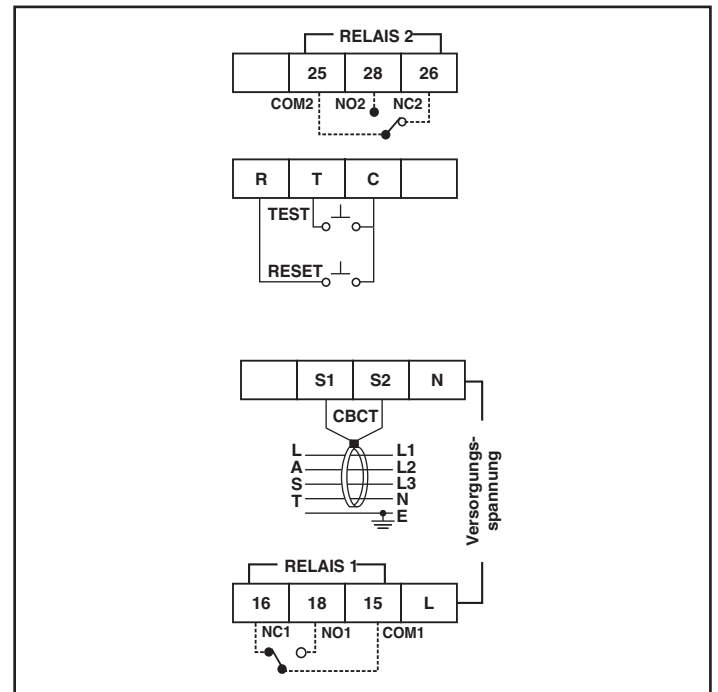 RELAIS 2
25 28 26
COM2 NO2 NC2
R T C
TEST
RESET
S1 S2 N
CBCT
L L1
A L2
S L3
T N
E
Versorgungs-
spannung
RELAIS 1
16 18 15 L
NC1 NO1 COM1